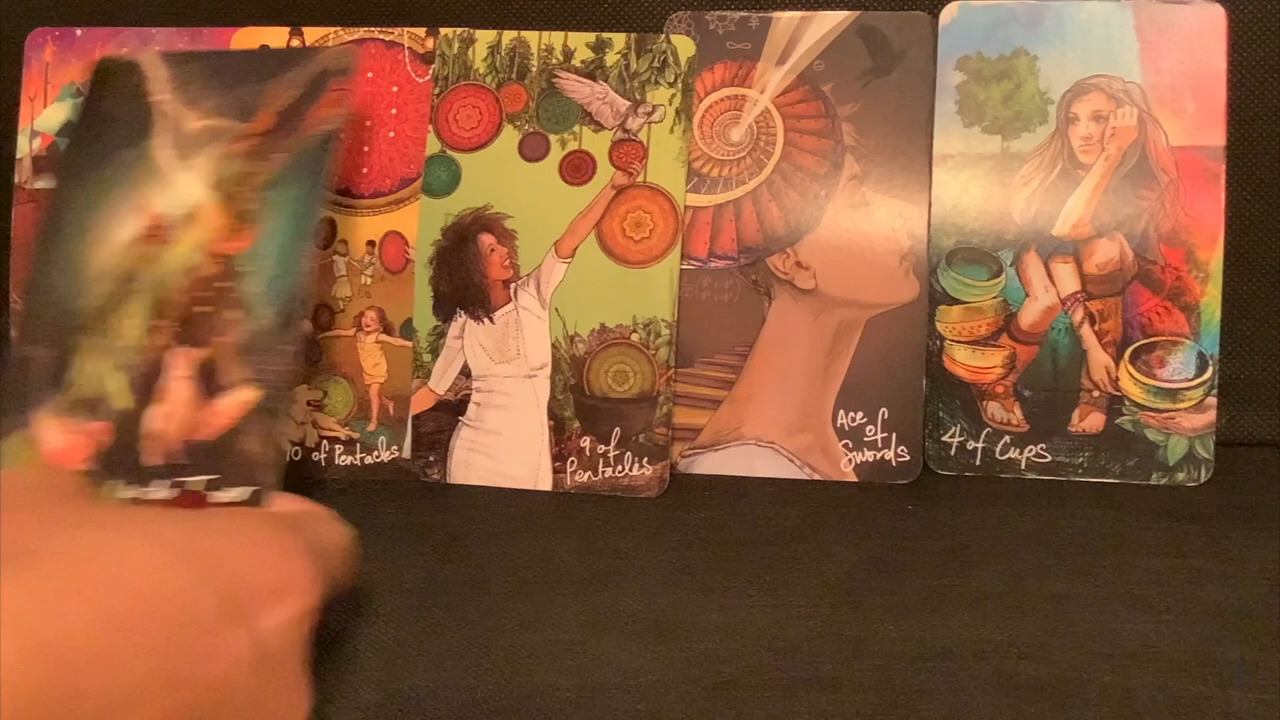 10 of Pentacles
9 of
Pentacles
Ace
of
Swords
4 of Cups